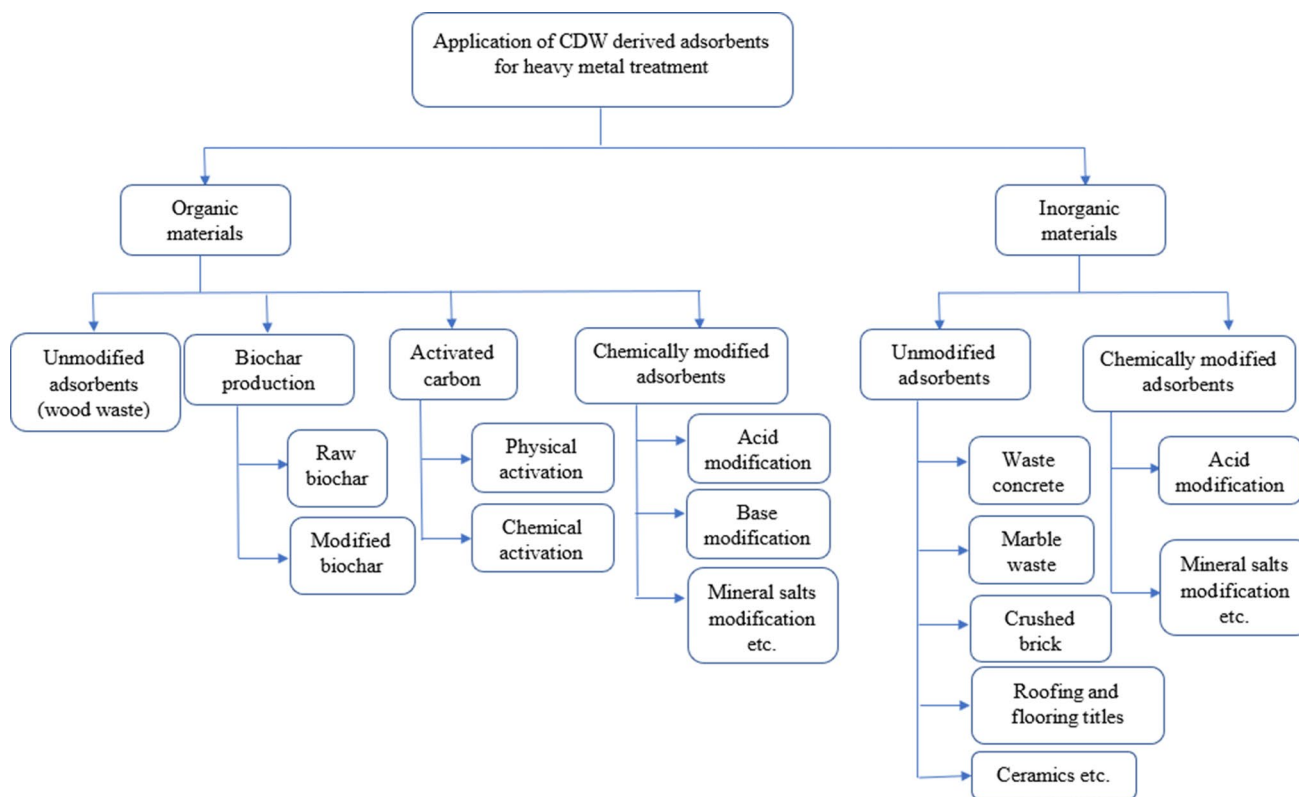 Application of CDW derived adsorbents
for heavy metal treatment
Organic
materials
Inorganic
materials
Unmodified
adsorbents
(wood waste)
Biochar
production
Activated
carbon
Chemically modified
adsorbents
Unmodified
adsorbents
Chemically modified
adsorbents
Raw
biochar
Modified
biochar
Physical
activation
Chemical
activation
Acid
modification
Base
modification
Mineral salts
modification
etc.
Waste
concrete
Marble
waste
Crushed
brick
Roofing and
flooring titles
Ceramics etc.
Acid
modification
Mineral salts
modification
etc.